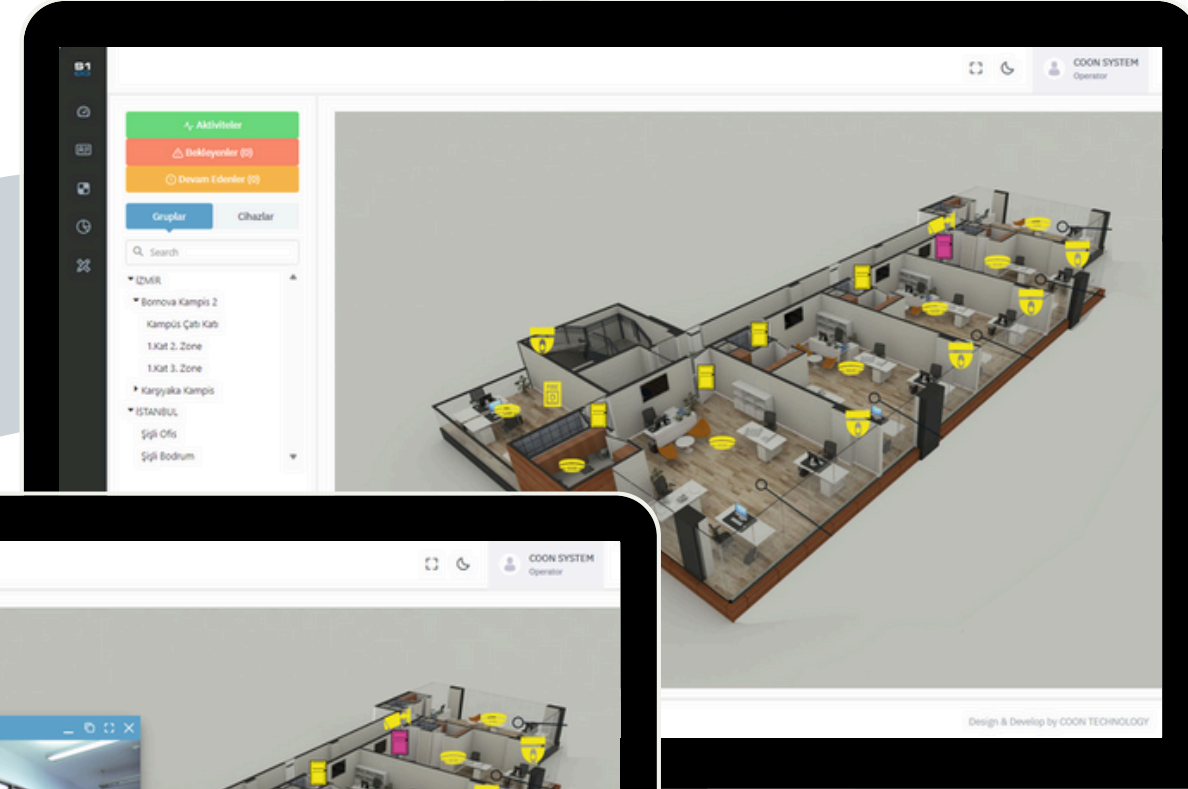 S1
COON SYSTEM
Operator
Aktiviteler
Bekleyenler (0)
Devam Edenler (0)
Gruplar
Cihazlar
Search
İZMİR
Bornova Kampis 2
Kampüs Çatı Katı
1.Kat 2. Zone
1.Kat 3. Zone
Karşıyaka Kampis
İSTANBUL
Şişli Ofis
Şişli Bodrum
FIRE
Design & Develop by COON TECHNOLOGY
COON SYSTEM
Operator